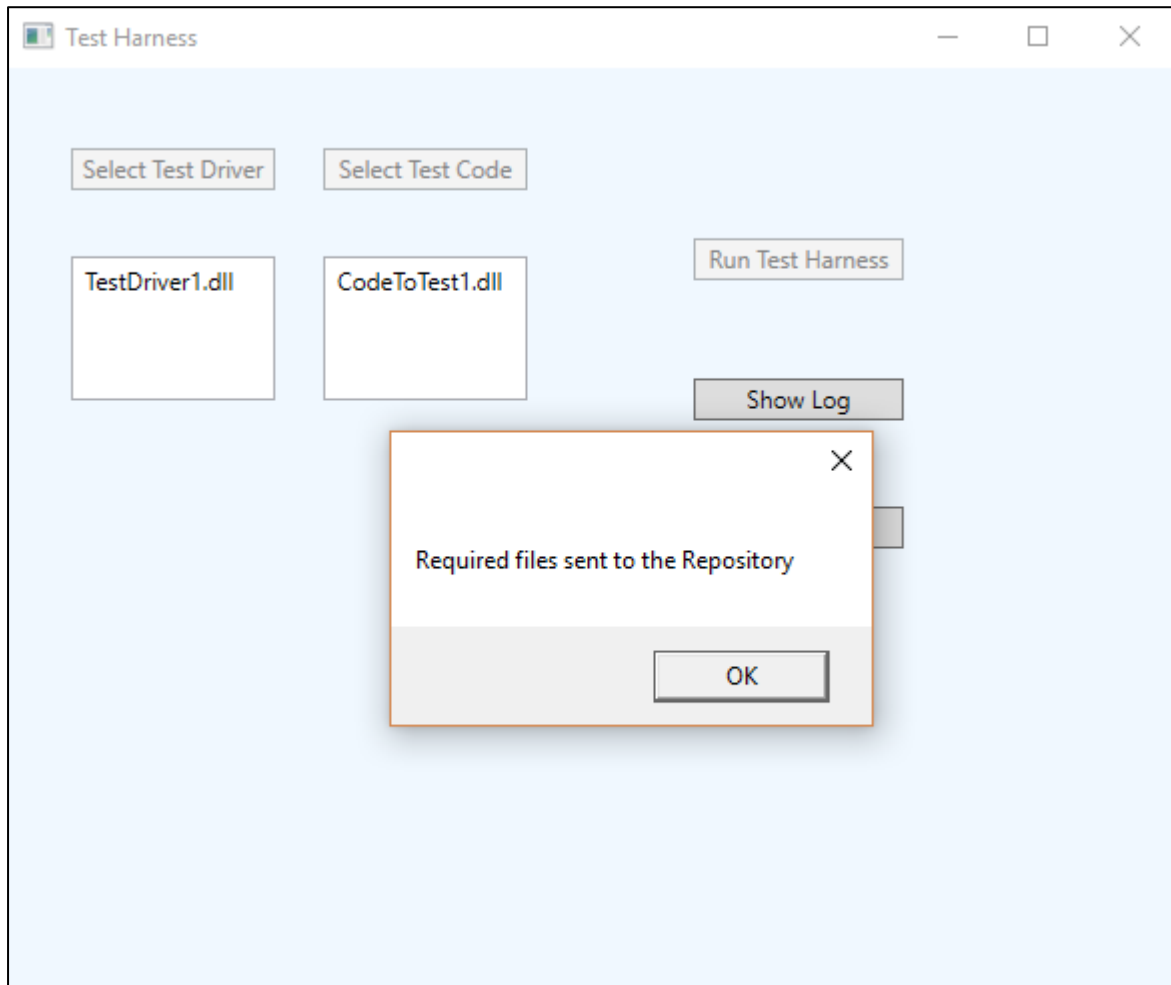 Test Harness
Select Test Driver
Select Test Code
TestDriver1.dll
CodeToTest1.dll
Run Test Harness
Show Log
Required files sent to the Repository
OK